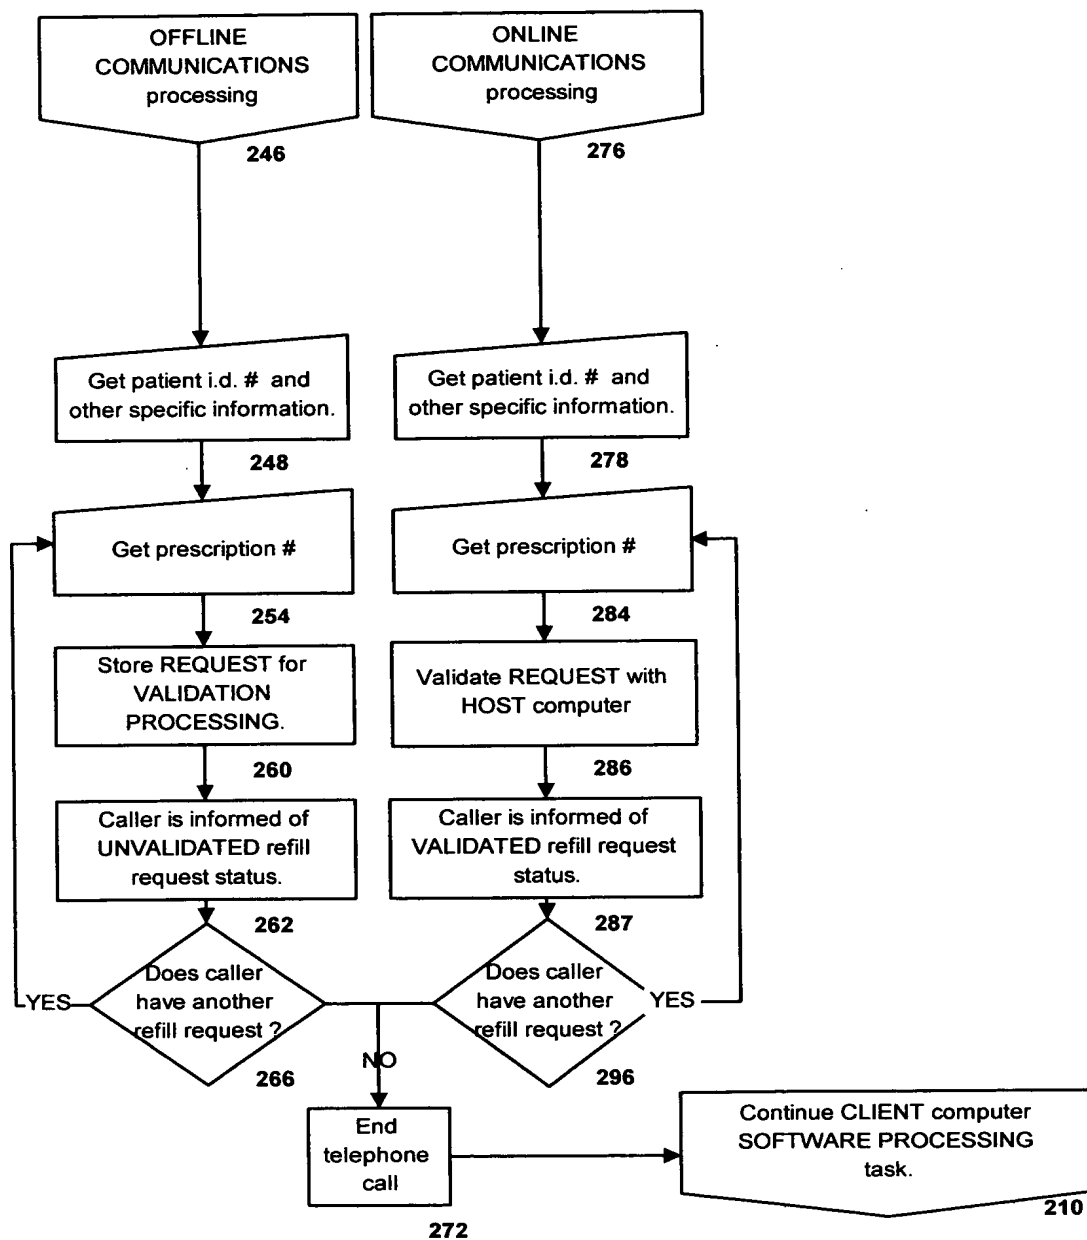 OFFLINE
COMMUNICATIONS
processing
246
ONLINE
COMMUNICATIONS
processing
276
Get patient i.d. # and
other specific information.
248
Get patient i.d. # and
other specific information.
278
Get prescription #
254
Get prescription #
284
Store REQUEST for
VALIDATION
PROCESSING.
260
Validate REQUEST with
HOST computer
286
Caller is informed of
UNVALIDATED refill
request status.
262
Caller is informed of
VALIDATED refill request
status.
287
YES
Does caller
have another
refill request ?
266
Does caller
have another
refill request ?
YES
296
NO
End
telephone
call
272
Continue CLIENT computer
SOFTWARE PROCESSING
task.
210